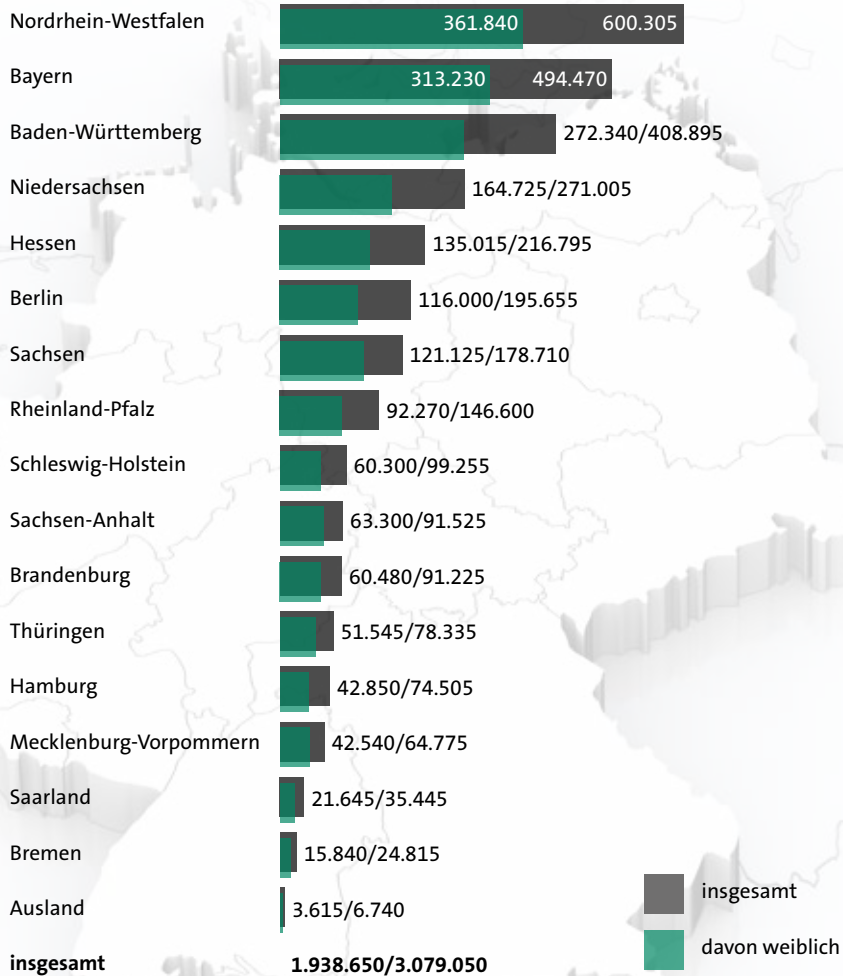 Nordrhein-Westfalen 361.840 600.305
Bayern 313.230 494.470
Baden-Württemberg 272.340/408.895
Niedersachsen 164.725/271.005
Hessen 135.015/216.795
Berlin 116.000/195.655
Sachsen 121.125/178.710
Rheinland-Pfalz 92.270/146.600
Schleswig-Holstein 60.300/99.255
Sachsen-Anhalt 63.300/91.525
Brandenburg 60.480/91.225
Thüringen 51.545/78.335
Hamburg 42.850/74.505
Mecklenburg-Vorpommern 42.540/64.775
Saarland 21.645/35.445
Bremen 15.840/24.815
Ausland 3.615/6.740
insgesamt 1.938.650/3.079.050
insgesamt
davon weiblich